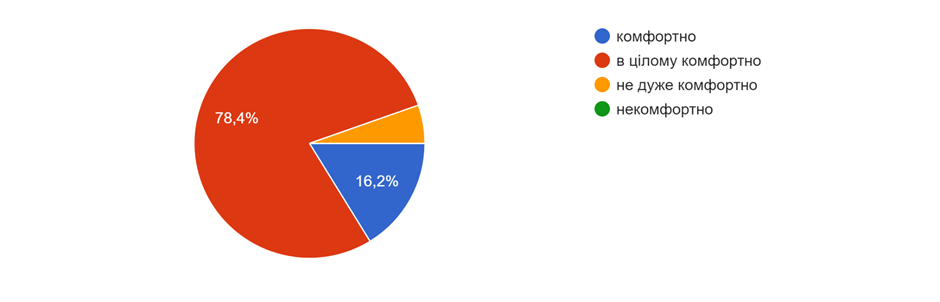 78,4%
16,2%
комфортно
в цілому комфортно
не дуже комфортно
некомфортно